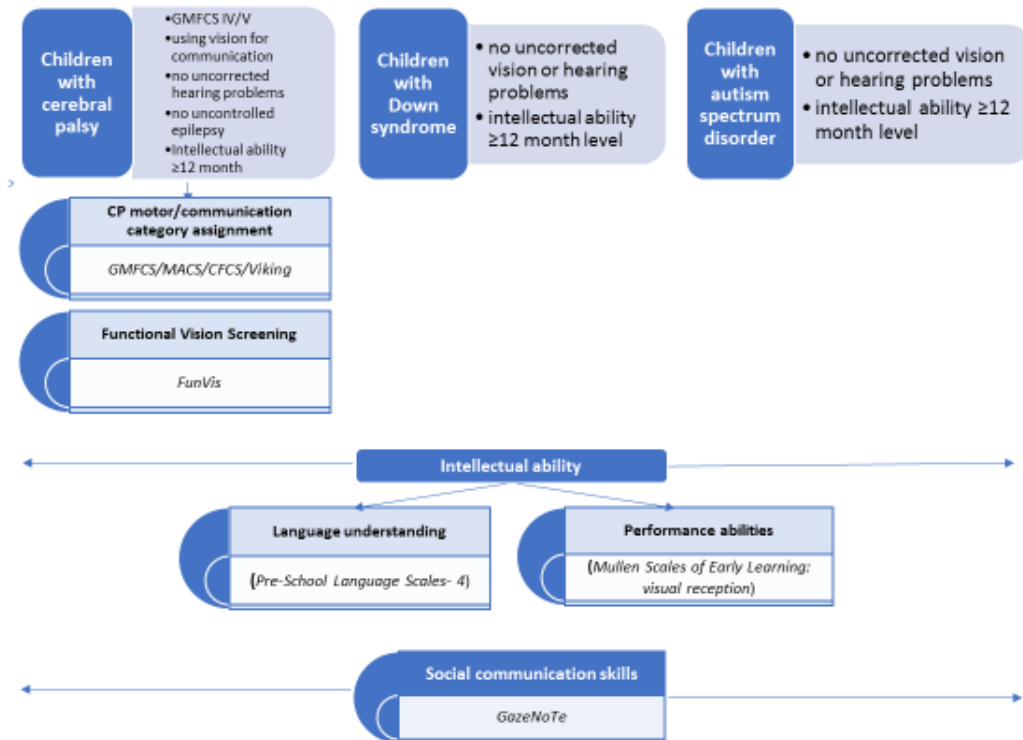 Children
with
cerebral
palsy
•GMFCS IV/V
•using vision for
communication
•no uncorrected
hearing problems
•no uncontrolled
epilepsy
•Intellectual ability
≥12 month
Children
with
Down
syndrome
• no uncorrected
vision or hearing
problems
• intellectual ability
≥12 month level
Children
with
autism
spectrum
disorder
• no uncorrected vision
or hearing problems
• intellectual ability ≥12
month level
CP motor/communication
category assignment
GMFCS/MACS/CFCS/Viking
Functional Vision Screening
FunVis
Intellectual ability
Language understanding
(Pre-School Language Scales- 4)
Performance abilities
(Mullen Scales of Early Learning:
visual reception)
Social communication skills
GazeNoTe